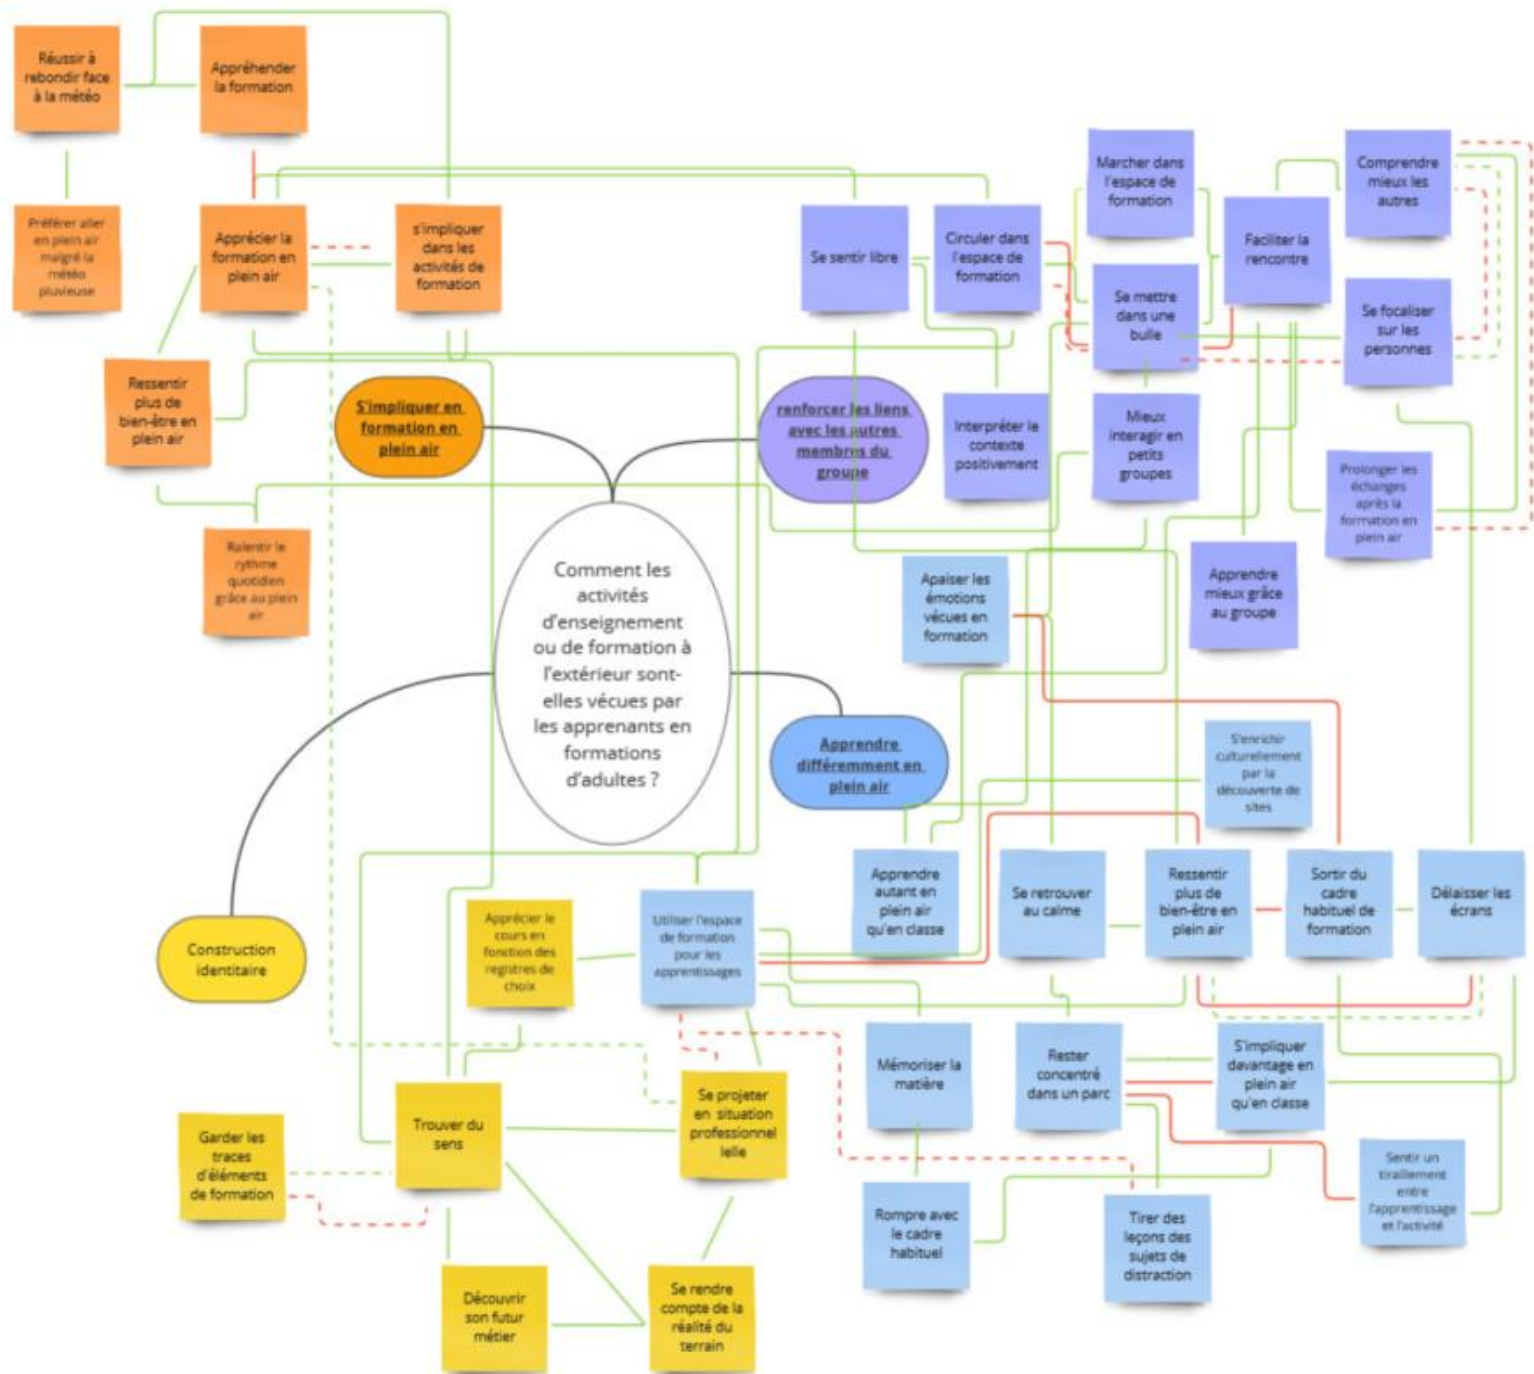 Réussir à
rebondir face
à la météo
Appréhender
la formation
Préférer aller
en plein air
malgré la
météo
pluvieuse
Apprécier la
formation en
plein air
s'impliquer
dans les
activités de
formation
Ressentir
plus de
bien-être en
plein air
Ralentir le
rythme
quotidien
grâce au plein
air
S'impliquer en
formation en
plein air
renforcer les liens
avec les autres
membres du
groupe
Se sentir libre
Circuler dans
l'espace de
formation
Marcher dans
l'espace de
formation
Se mettre
dans une
bulle
Faciliter la
rencontre
Comprendre
mieux les
autres
Se focaliser
sur les
personnes
Interpréter le
contexte
positivement
Mieux
interagir en
petits
groupes
Prolonger les
échanges
après la
formation en
plein air
Apprendre
mieux grâce
au groupe
Comment les
activités
d'enseignement
ou de formation à
l'extérieur sont-
elles vécues par
les apprenants en
formations
d'adultes ?
Apaiser les
émotions
vécues en
formation
Apprendre
différemment en
plein air
S'enrichir
culturellement
par la
découverte de
sites
Apprendre
autant en
plein air
qu'en classe
Se retrouver
au calme
Ressentir
plus de
bien-être en
plein air
Sortir du
cadre
habituel de
formation
Délaisser les
écrans
Construction
identitaire
Apprécier le
cours en
fonction des
registres de
choix
Utiliser l'espace
de formation
pour les
apprentissages
Mémoriser la
matière
Rester
concentré
dans un parc
S'impliquer
davantage en
plein air
qu'en classe
Sentir un
tiraillement
entre
l'apprentissage
et l'activité
Rompre avec
le cadre
habituel
Tirer des
leçons des
sujets de
distraction
Trouver du
sens
Se projeter
en situation
professionnel
lelle
Garder les
traces
d'éléments
de formation
Découvrir
son futur
métier
Se rendre
compte de la
réalité du
terrain